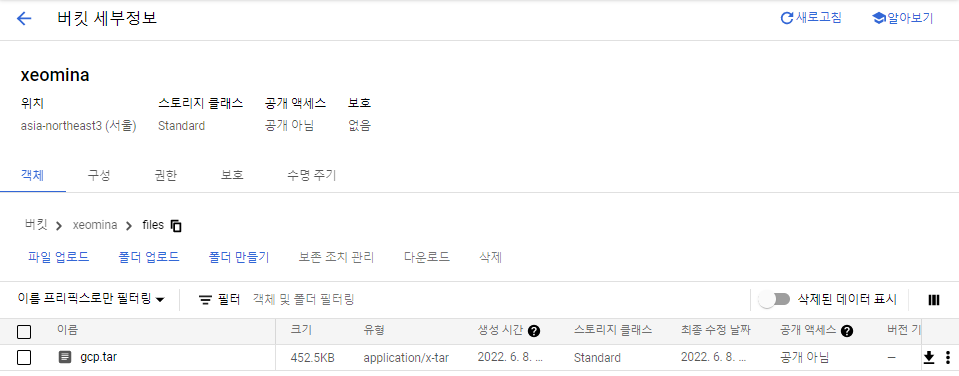 버킷 세부정보 새로고침 알아보기
xeomina
위치 스토리지 클래스 공개 액세스 보호
asia-northeast3 (서울) Standard 공개 아님 없음
객체 구성 권한 보호 수명 주기
버킷 xeomina files
파일 업로드 폴더 업로드 폴더 만들기 보존 조치 관리 다운로드 삭제
이름 프리픽스로만 필터링 필터 객체 및 폴더 필터링 삭제된 데이터 표시
이름 크기 유형 생성 시간 스토리지 클래스 최종 수정 날짜 공개 액세스 버전 기
gcp.tar 452.5KB application/x-tar 2022. 6. 8. ... Standard 2022. 6. 8. ... 공개 아님 —